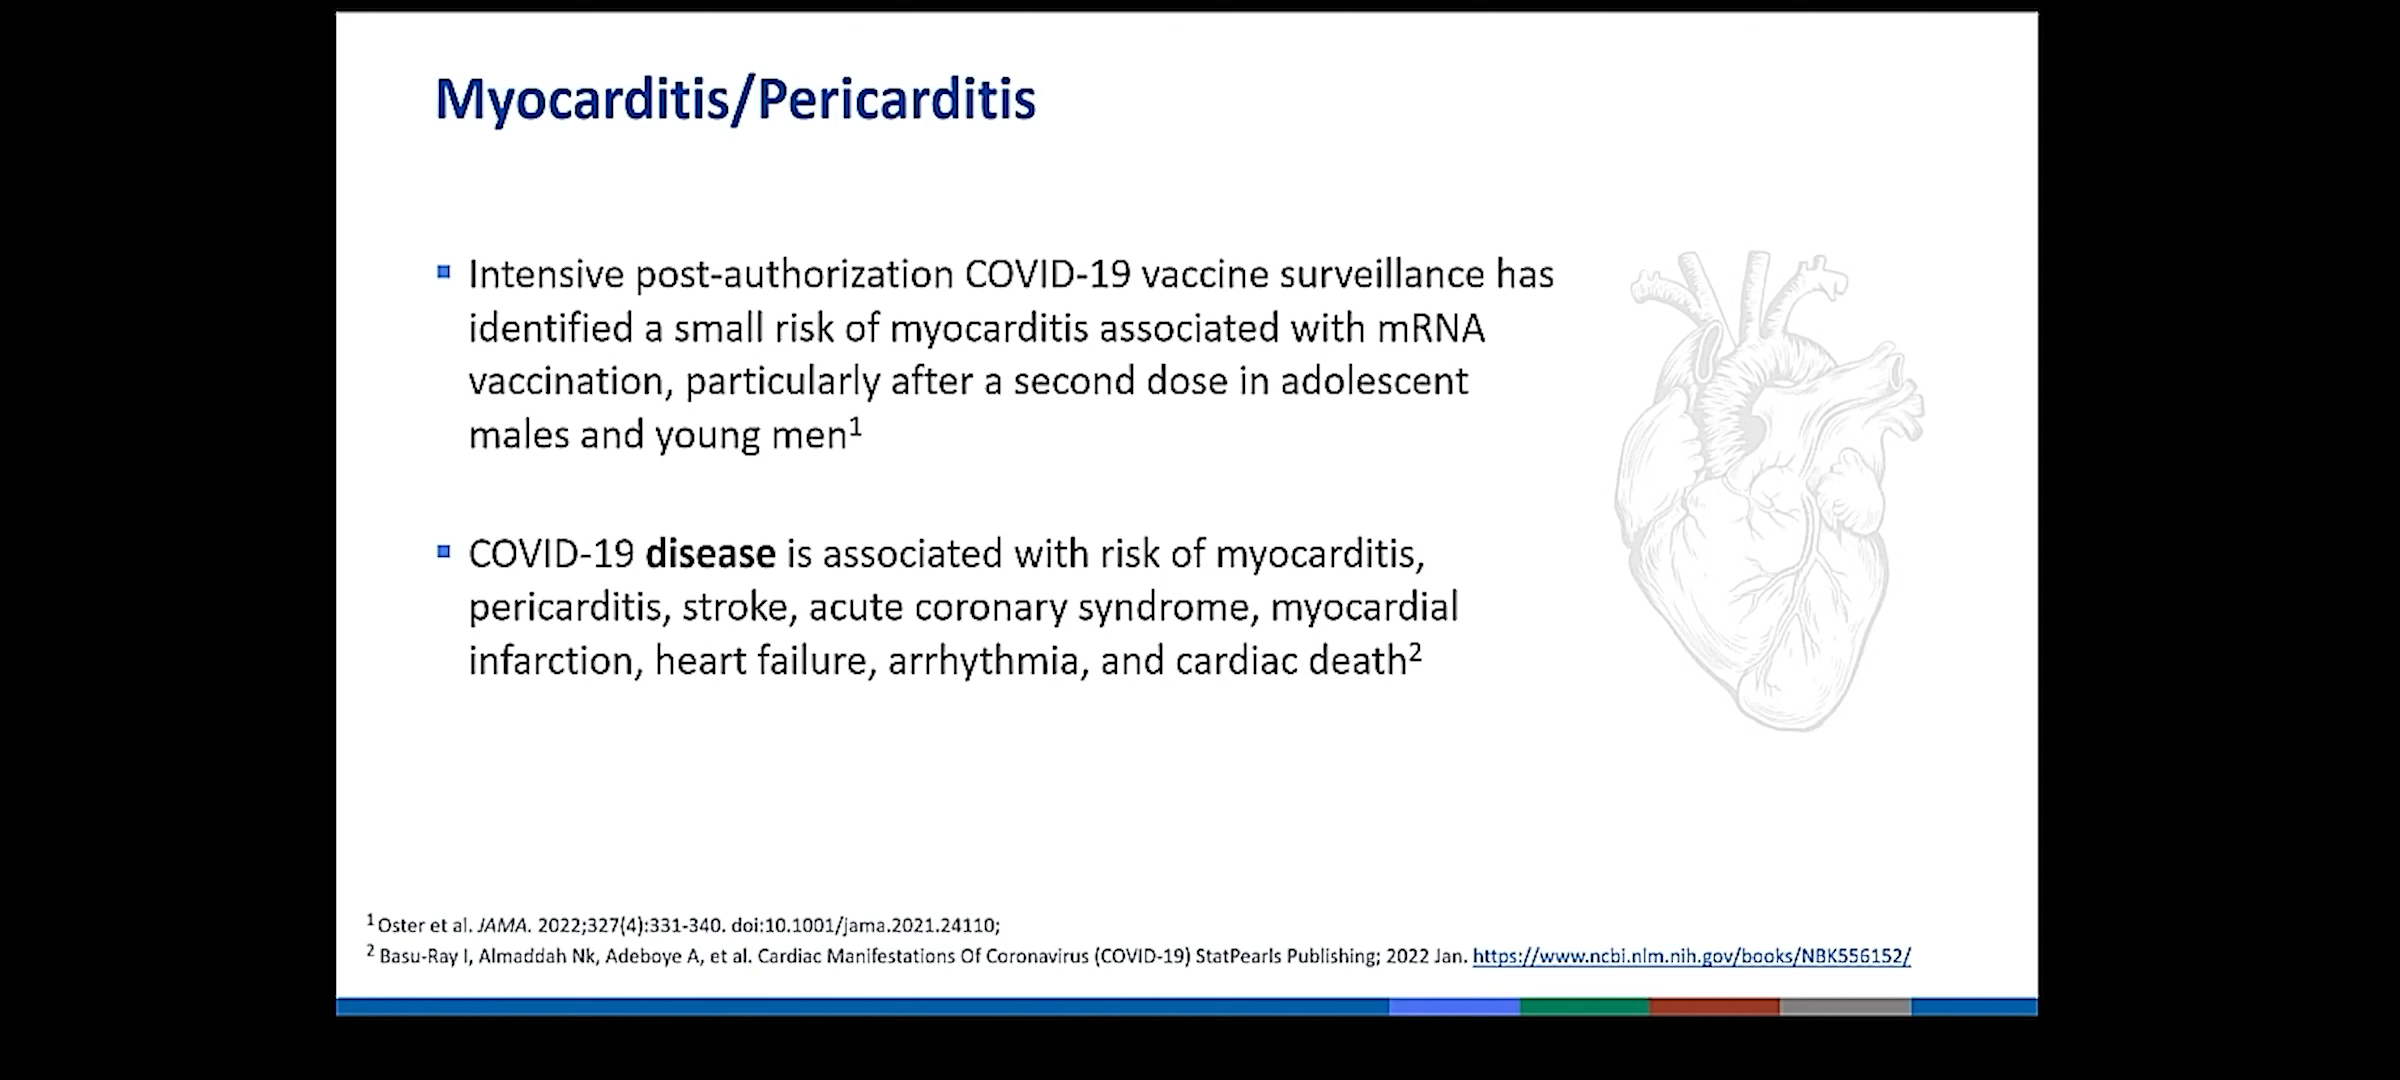 Myocarditis/Pericarditis
▪ Intensive post-authorization COVID-19 vaccine surveillance has
identified a small risk of myocarditis associated with mRNA
vaccination, particularly after a second dose in adolescent
males and young men¹
▪ COVID-19 disease is associated with risk of myocarditis,
pericarditis, stroke, acute coronary syndrome, myocardial
infarction, heart failure, arrhythmia, and cardiac death²
¹ Oster et al. JAMA. 2022;327(4):331-340. doi:10.1001/jama.2021.24110;
² Basu-Ray I, Almaddah Nk, Adeboye A, et al. Cardiac Manifestations Of Coronavirus (COVID-19) StatPearls Publishing; 2022 Jan. https://www.ncbi.nlm.nih.gov/books/NBK556152/